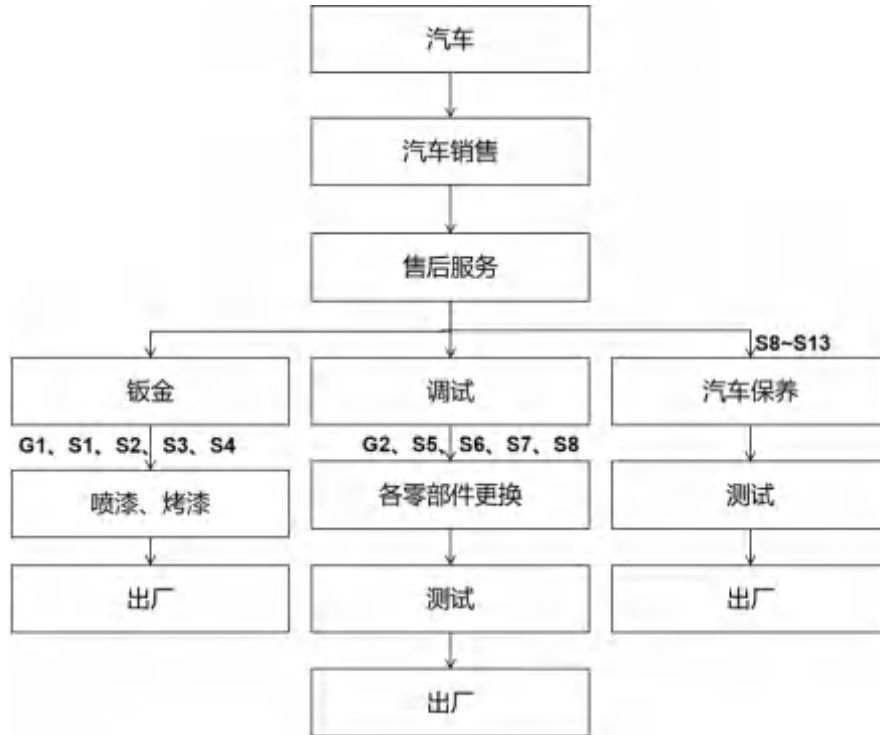 汽车
汽车销售
售后服务
S8~S13
钣金
调试
汽车保养
G1、S1、S2、S3、S4
G2、S5、S6、S7、S8
喷漆、烤漆
各零部件更换
测试
出厂
测试
出厂
出厂